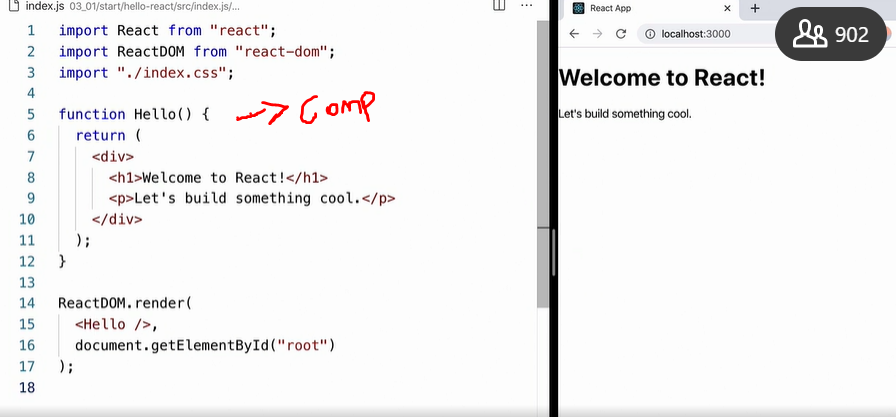 index.js 03_01/start/hello-react/src/index.js/...
1 import React from "react";
2 import ReactDOM from "react-dom";
3 import "./index.css";
4
5 function Hello() { → Comp
6 return (
7 <div>
8 <h1>Welcome to React!</h1>
9 <p>Let's build something cool.</p>
10 </div>
11 );
12 }
13
14 ReactDOM.render(
15 <Hello />,
16 document.getElementById("root")
17 );
18
React App
localhost:3000
902
Welcome to React!
Let's build something cool.